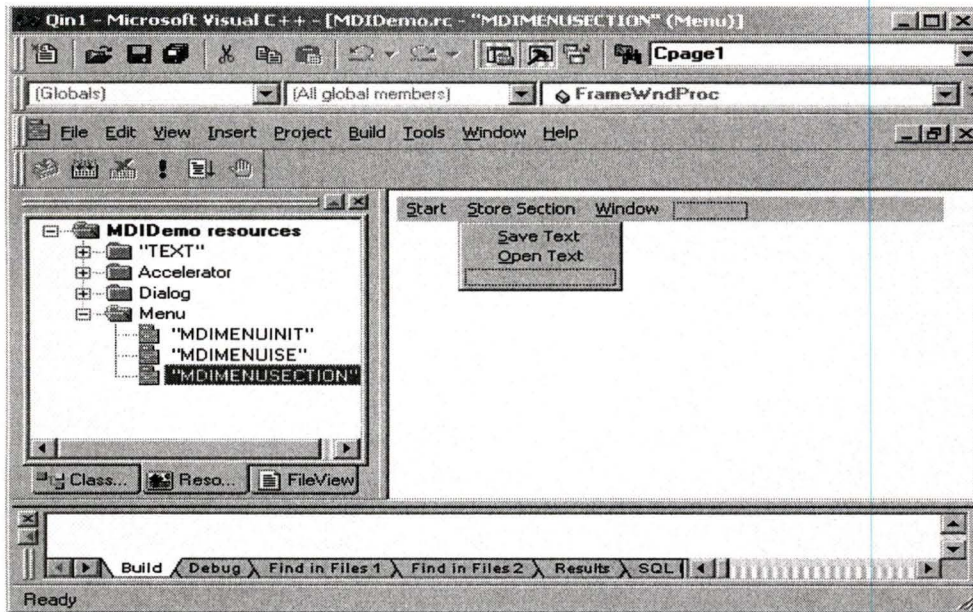 Qin1 - Microsoft Visual C++ - [MDIDemo.rc - "MDIMENUSECTION" (Menu)]
Cpage1
(Globals)
(All global members)
FrameWndProc
File Edit View Insert Project Build Tools Window Help
Start Store Section Window
Save Text
Open Text
MDIDemo resources
"TEXT"
Accelerator
Dialog
Menu
"MDIMENUINIT"
"MDIMENUISE"
"MDIMENUSECTION"
Class... Reso... FileView
Build Debug Find in Files 1 Find in Files 2 Results SQL
Ready